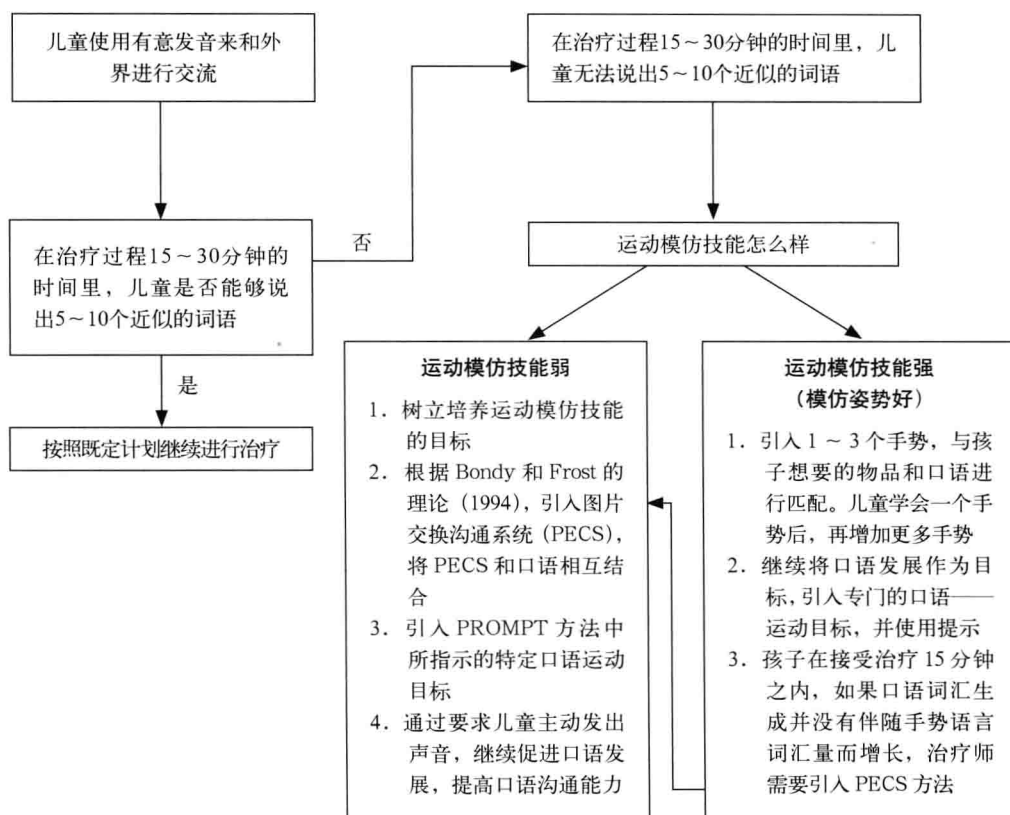 儿童使用有意发音来和外
界进行交流
在治疗过程15～30分钟的时间里，儿
童无法说出5～10个近似的词语
在治疗过程15～30分钟的
时间里，儿童是否能够说
出5～10个近似的词语
否
运动模仿技能怎么样
是
按照既定计划继续进行治疗
运动模仿技能弱
1．树立培养运动模仿技能
的目标
2．根据 Bondy 和 Frost 的
理论（1994），引入图片
交换沟通系统（PECS），
将 PECS 和口语相互结
合
3．引入 PROMPT 方法中
所指示的特定口语运动
目标
4．通过要求儿童主动发出
声音，继续促进口语发
展，提高口语沟通能力
运动模仿技能强
（模仿姿势好）
1．引入 1～3 个手势，与孩
子想要的物品和口语进
行匹配。儿童学会一个手
势后，再增加更多手势
2．继续将口语发展作为目
标，引入专门的口语——
运动目标，并使用提示
3．孩子在接受治疗 15 分钟
之内，如果口语词汇生
成并没有伴随手势语言
词汇量而增长，治疗师
需要引入 PECS 方法